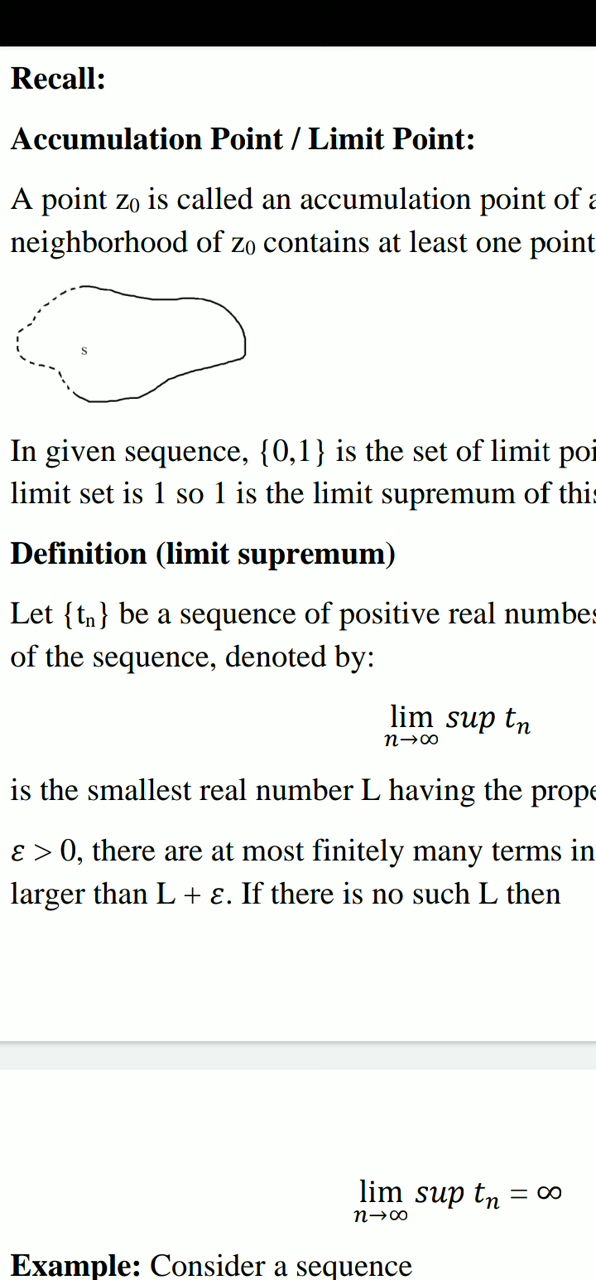 Recall:
Accumulation Point / Limit Point:
A point z₀ is called an accumulation point of a
neighborhood of z₀ contains at least one point
s
In given sequence, {0,1} is the set of limit poi
limit set is 1 so 1 is the limit supremum of this
Definition (limit supremum)
Let {tₙ} be a sequence of positive real numbes
of the sequence, denoted by:
lim sup tₙ
n→∞
is the smallest real number L having the prope
ε > 0, there are at most finitely many terms in
larger than L + ε. If there is no such L then
lim sup tₙ = ∞
n→∞
Example: Consider a sequence